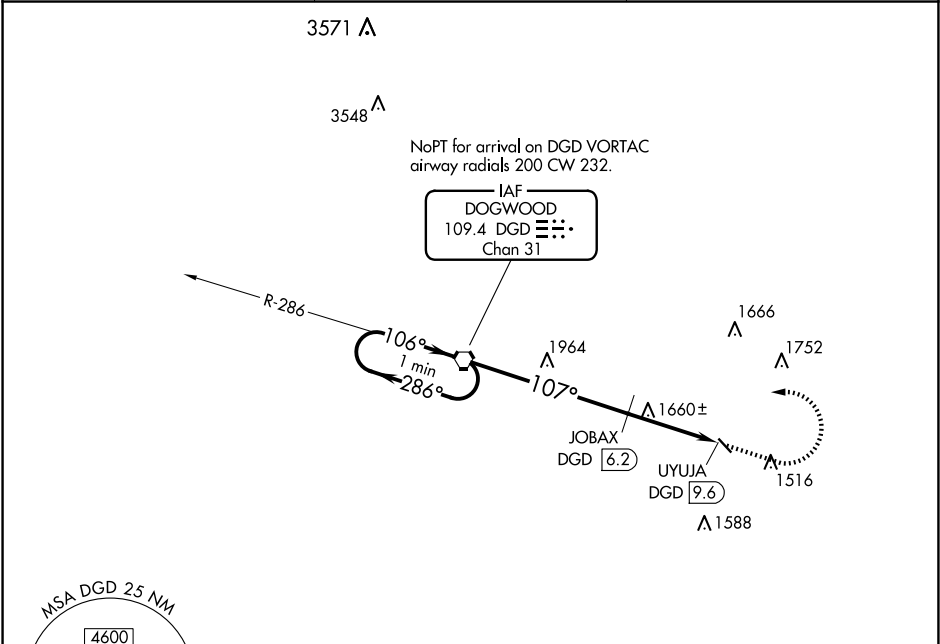 3571
3548
NoPT for arrival on DGD VORTAC
airway radials 200 CW 232.
IAF
DOGWOOD
109.4 DGD
Chan 31
R-286
106°
1 min
286°
1964
107°
1666
1752
1660±
JOBAX
DGD 6.2
UYUJA
DGD 9.6
1516
1588
MSA DGD 25 NM
4600